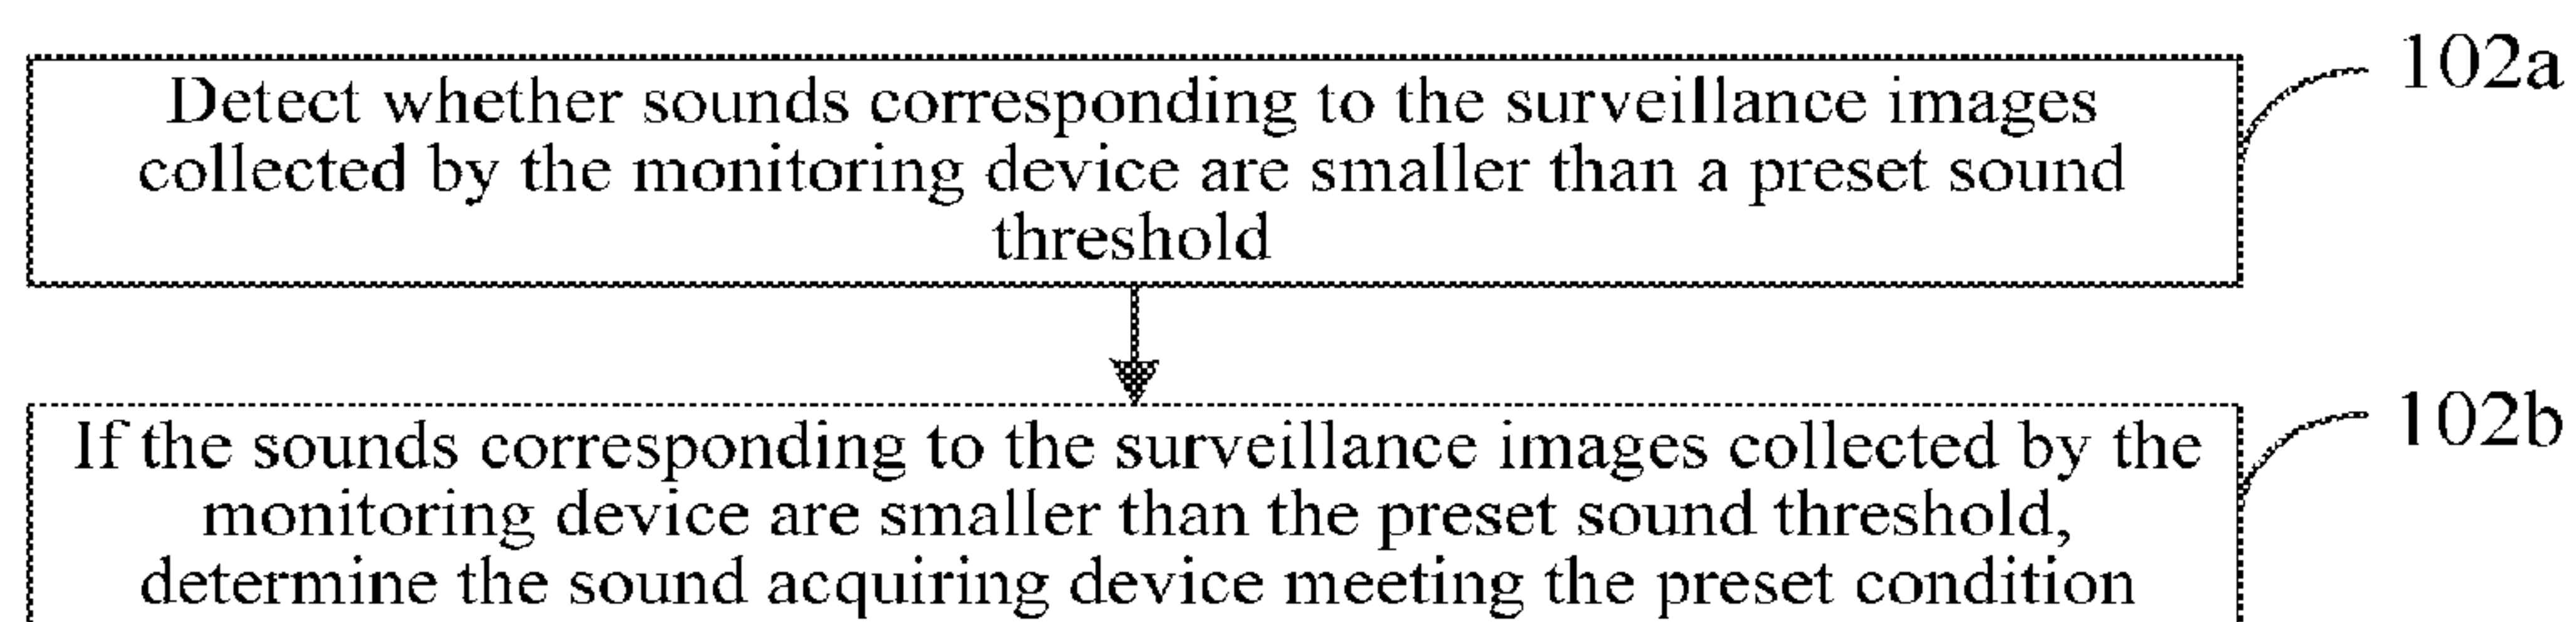 Detect whether sounds corresponding to the surveillance images
collected by the monitoring device are smaller than a preset sound
threshold
102a
If the sounds corresponding to the surveillance images collected by the
monitoring device are smaller than the preset sound threshold,
determine the sound acquiring device meeting the preset condition
102b